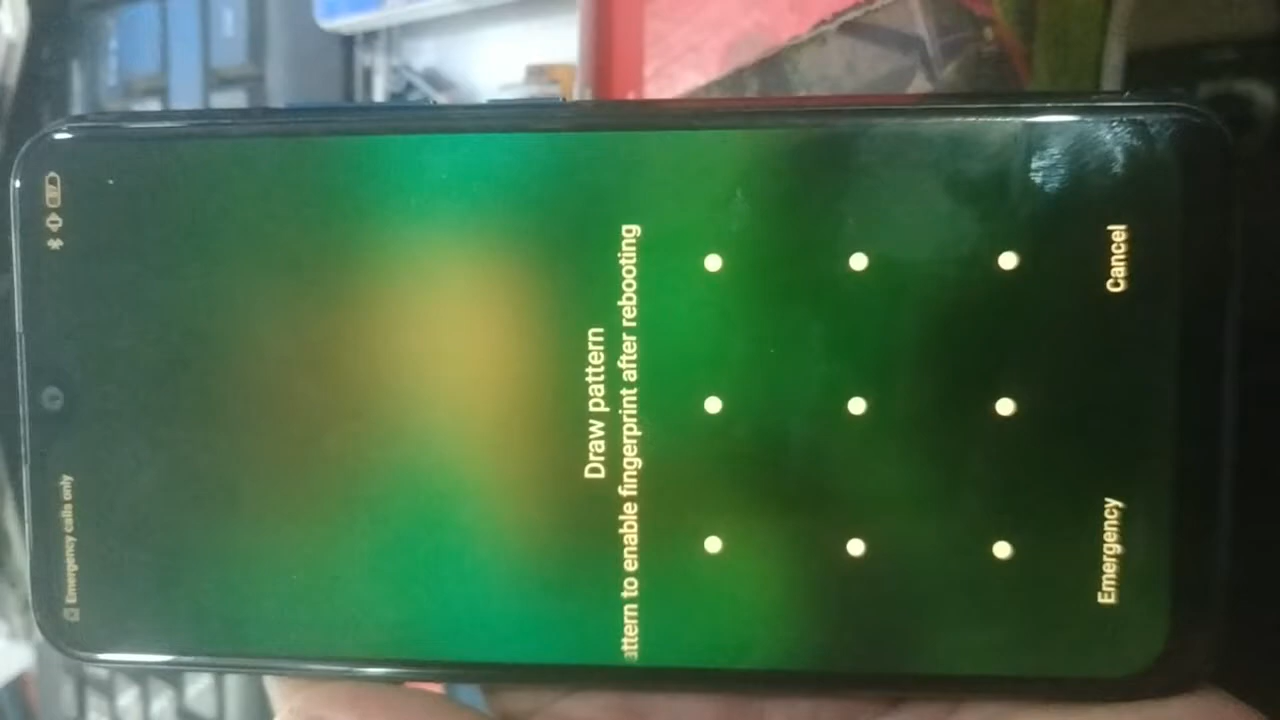 Emergency calls only
Draw pattern
attern to enable fingerprint after rebooting
Emergency
Cancel